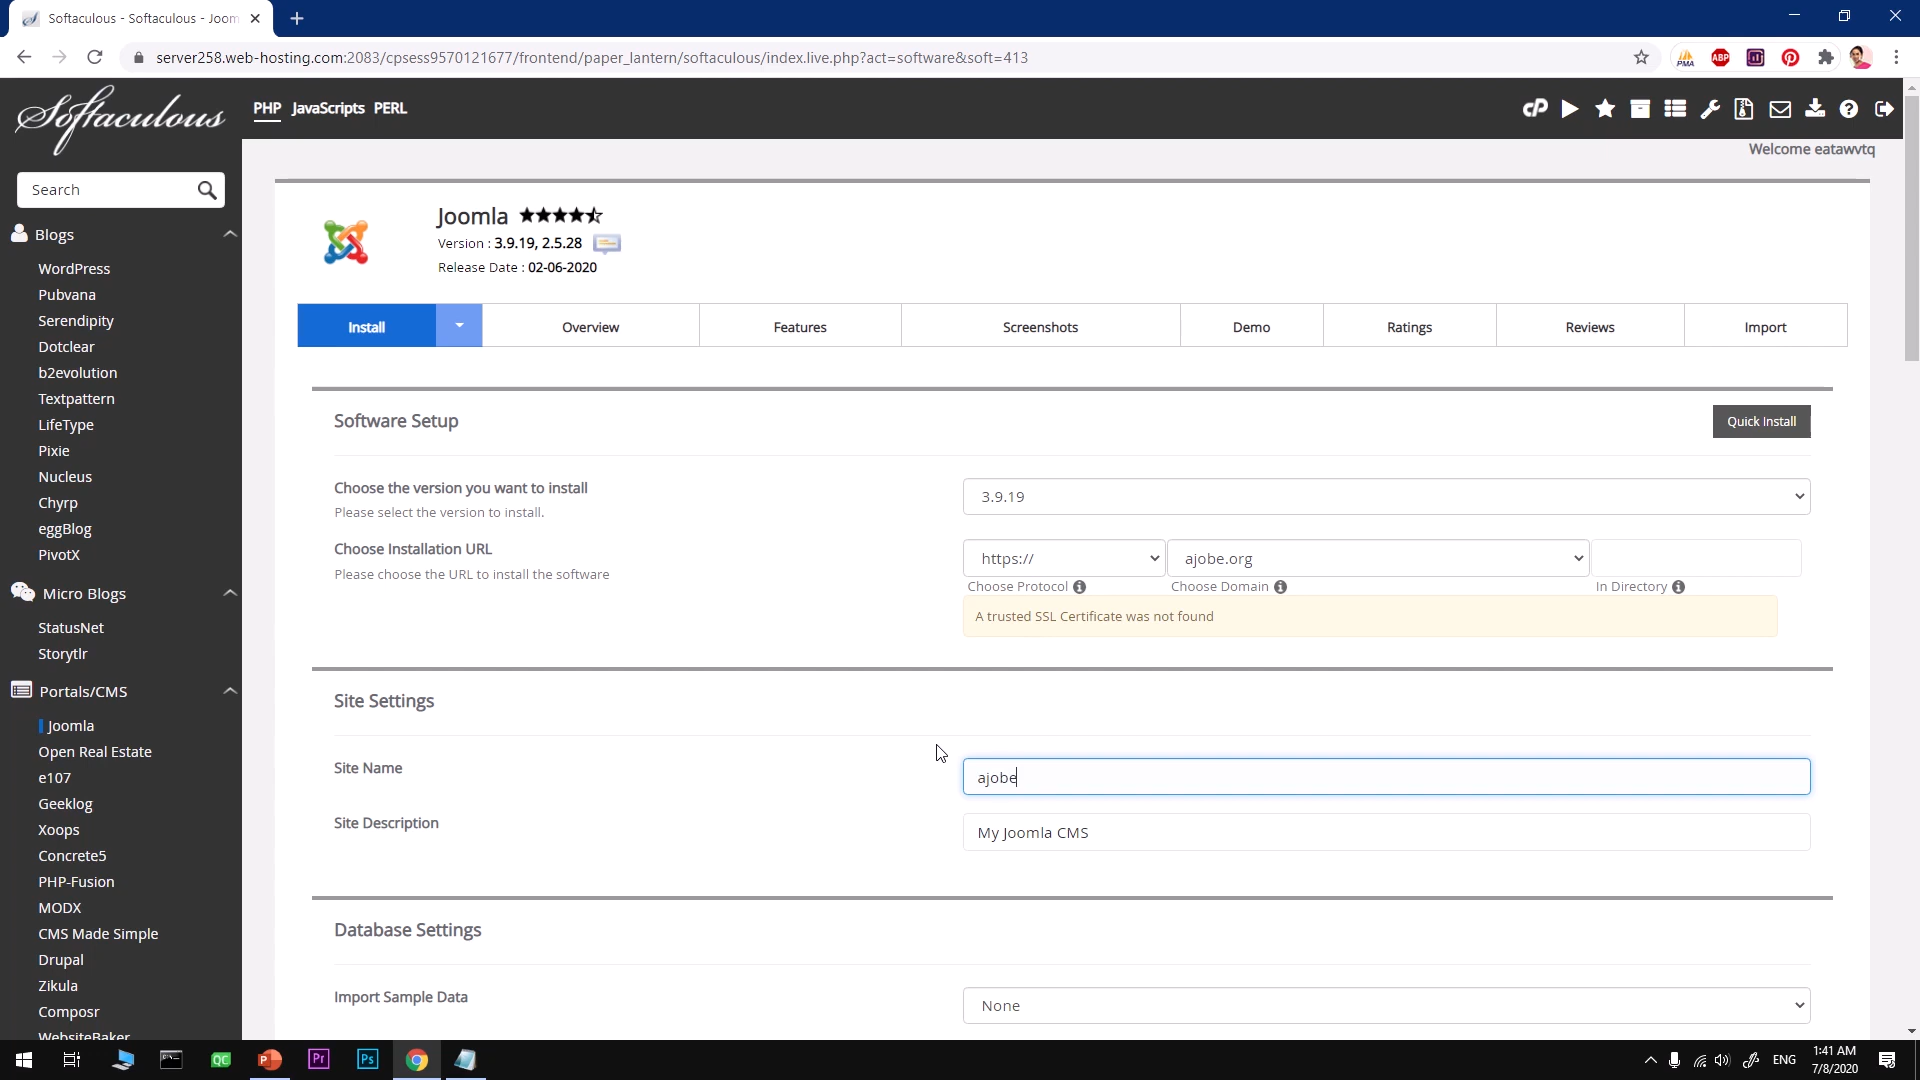 Softaculous - Softaculous - Joom
server258.web-hosting.com:2083/cpsess9570121677/frontend/paper_lantern/softaculous/index.live.php?act=software&soft=413
PMA
ABP
Softaculous
PHP JavaScripts PERL
cP
Welcome eatawvtq
Search
Blogs
WordPress
Pubvana
Serendipity
Dotclear
b2evolution
Textpattern
LifeType
Pixie
Nucleus
Chyrp
eggBlog
PivotX
Micro Blogs
StatusNet
Storytlr
Portals/CMS
Joomla
Open Real Estate
e107
Geeklog
Xoops
Concrete5
PHP-Fusion
MODX
CMS Made Simple
Drupal
Zikula
Composr
WebsiteBaker
Joomla
Version : 3.9.19, 2.5.28
Release Date : 02-06-2020
Install Overview Features Screenshots Demo Ratings Reviews Import
Software Setup
Quick Install
Choose the version you want to install
Please select the version to install.
3.9.19
Choose Installation URL
Please choose the URL to install the software
https:// ajobe.org
Choose Protocol Choose Domain In Directory
A trusted SSL Certificate was not found
Site Settings
Site Name
ajobe
Site Description
My Joomla CMS
Database Settings
Import Sample Data
None
QC
P
Pr
Ps
ENG
1:41 AM
7/8/2020